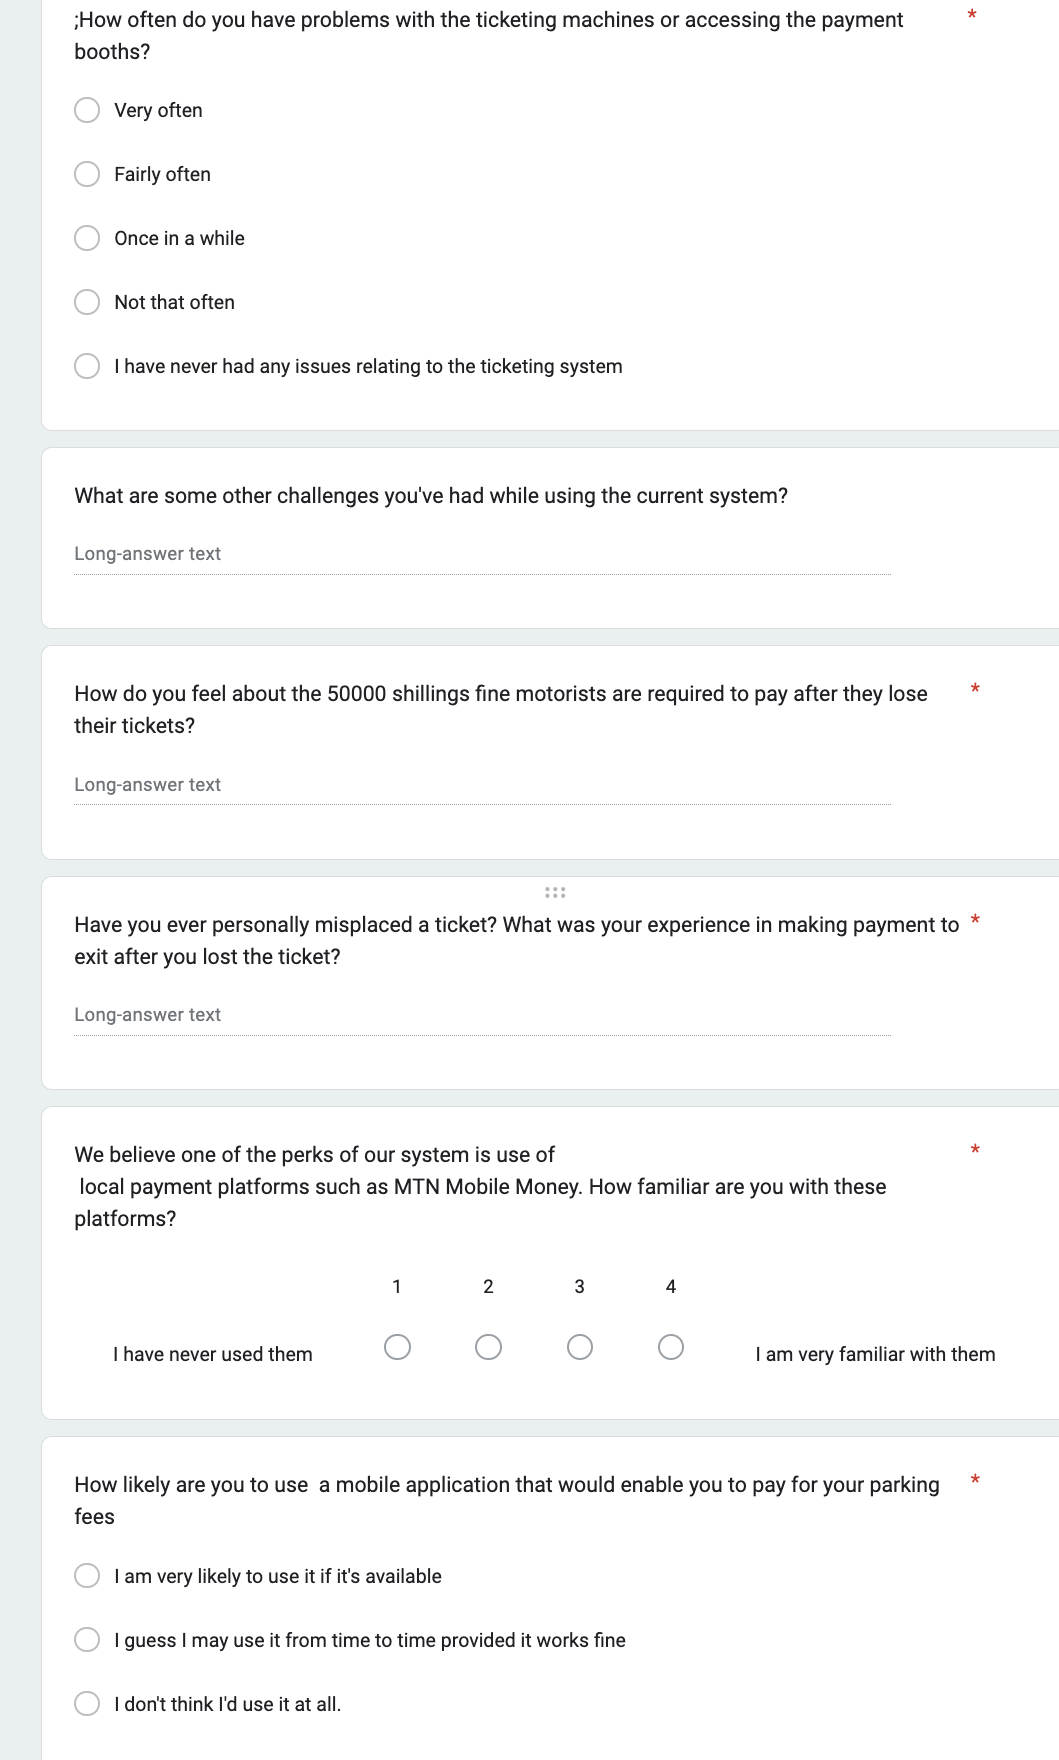 ;How often do you have problems with the ticketing machines or accessing the payment *
booths?
Very often
Fairly often
Once in a while
Not that often
I have never had any issues relating to the ticketing system
What are some other challenges you've had while using the current system?
Long-answer text
How do you feel about the 50000 shillings fine motorists are required to pay after they lose *
their tickets?
Long-answer text
Have you ever personally misplaced a ticket? What was your experience in making payment to *
exit after you lost the ticket?
Long-answer text
We believe one of the perks of our system is use of *
local payment platforms such as MTN Mobile Money. How familiar are you with these
platforms?
1 2 3 4
I have never used them I am very familiar with them
How likely are you to use  a mobile application that would enable you to pay for your parking *
fees
I am very likely to use it if it's available
I guess I may use it from time to time provided it works fine
I don't think I'd use it at all.